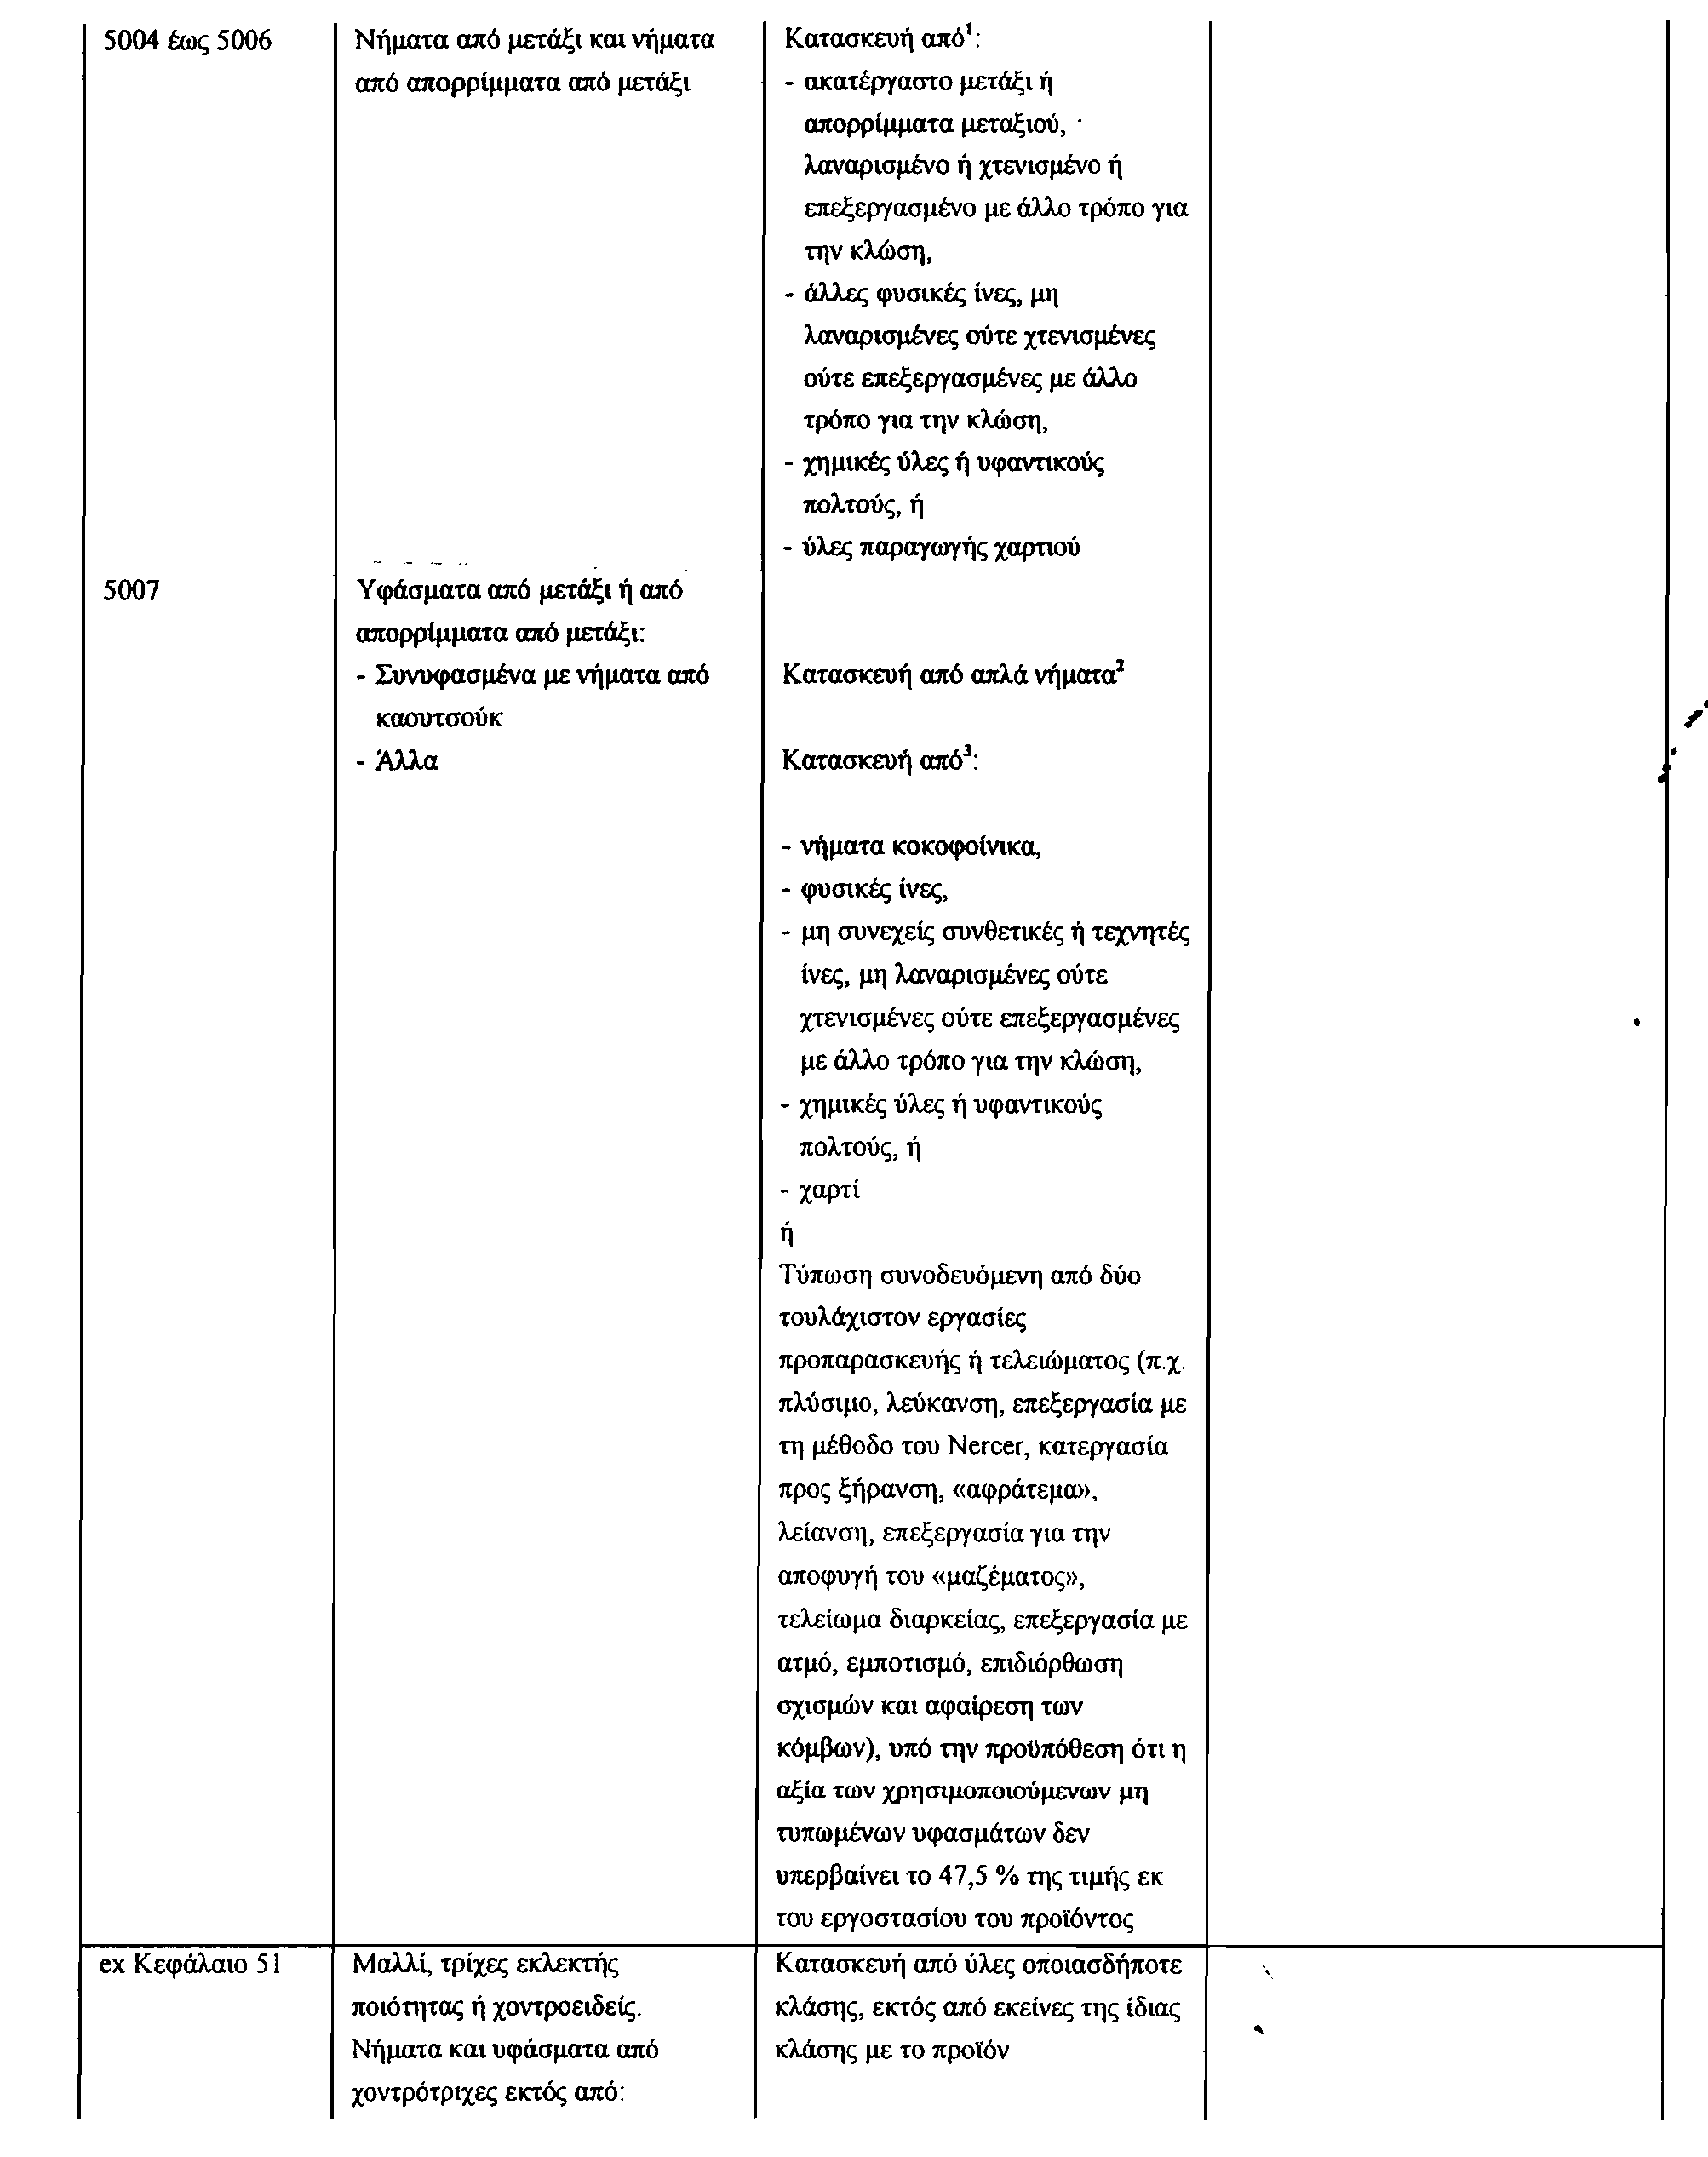 5004 έως 5006
Νήματα από μετάξι και νήματα
από απορρίμματα από μετάξι
Κατασκευή από¹:
- ακατέργαστο μετάξι ή
απορρίμματα μεταξιού,
λαναρισμένο ή χτενισμένο ή
επεξεργασμένο με άλλο τρόπο για
την κλώση,
- άλλες φυσικές ίνες, μη
λαναρισμένες ούτε χτενισμένες
ούτε επεξεργασμένες με άλλο
τρόπο για την κλώση,
- χημικές ύλες ή υφαντικούς
πολτούς, ή
- ύλες παραγωγής χαρτιού
5007
Υφάσματα από μετάξι ή από
απορρίμματα από μετάξι:
- Συνυφασμένα με νήματα από
καουτσούκ
Κατασκευή από απλά νήματα²
- Άλλα
Κατασκευή από³:
- νήματα κοκοφοίνικα,
- φυσικές ίνες,
- μη συνεχείς συνθετικές ή τεχνητές
ίνες, μη λαναρισμένες ούτε
χτενισμένες ούτε επεξεργασμένες
με άλλο τρόπο για την κλώση,
- χημικές ύλες ή υφαντικούς
πολτούς, ή
- χαρτί
ή
Τύπωση συνοδευόμενη από δύο
τουλάχιστον εργασίες
προπαρασκευής ή τελειώματος (π.χ.
πλύσιμο, λεύκανση, επεξεργασία με
τη μέθοδο του Nercer, κατεργασία
προς ξήρανση, «αφράτεμα»,
λείανση, επεξεργασία για την
αποφυγή του «μαζέματος»,
τελείωμα διαρκείας, επεξεργασία με
ατμό, εμποτισμό, επιδιόρθωση
σχισμών και αφαίρεση των
κόμβων), υπό την προϋπόθεση ότι η
αξία των χρησιμοποιούμενων μη
τυπωμένων υφασμάτων δεν
υπερβαίνει το 47,5 % της τιμής εκ
του εργοστασίου του προϊόντος
ex Κεφάλαιο 51
Μαλλί, τρίχες εκλεκτής
ποιότητας ή χοντροειδείς.
Νήματα και υφάσματα από
χοντρότριχες εκτός από:
Κατασκευή από ύλες οποιασδήποτε
κλάσης, εκτός από εκείνες της ίδιας
κλάσης με το προϊόν